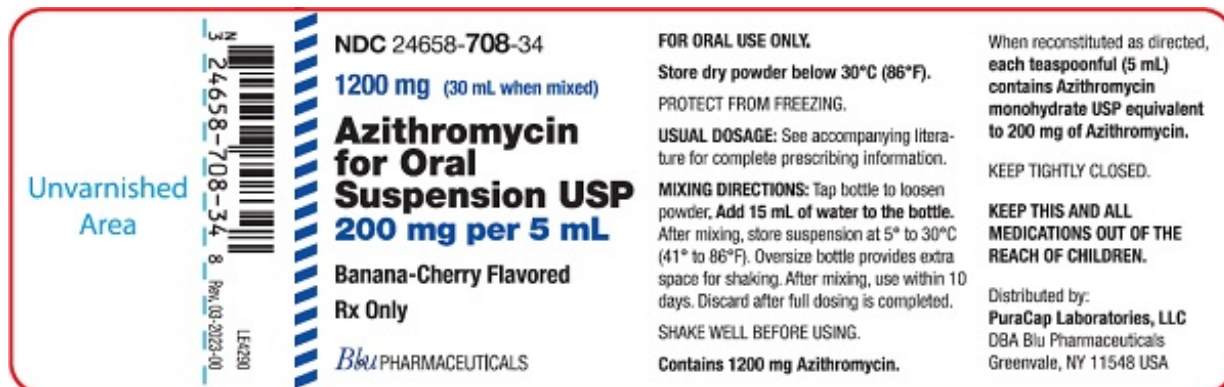 Unvarnished
Area
N
3 24658-708-34 8
Rev. 03-2023-00
LE4290
NDC 24658-708-34
1200 mg (30 mL when mixed)
Azithromycin
for Oral
Suspension USP
200 mg per 5 mL
Banana-Cherry Flavored
Rx Only
Blu PHARMACEUTICALS
FOR ORAL USE ONLY.
Store dry powder below 30°C (86°F).
PROTECT FROM FREEZING.
USUAL DOSAGE: See accompanying litera-
ture for complete prescribing information.
MIXING DIRECTIONS: Tap bottle to loosen
powder, Add 15 mL of water to the bottle.
After mixing, store suspension at 5° to 30°C
(41° to 86°F). Oversize bottle provides extra
space for shaking. After mixing, use within 10
days. Discard after full dosing is completed.
SHAKE WELL BEFORE USING.
Contains 1200 mg Azithromycin.
When reconstituted as directed,
each teaspoonful (5 mL)
contains Azithromycin
monohydrate USP equivalent
to 200 mg of Azithromycin.
KEEP TIGHTLY CLOSED.
KEEP THIS AND ALL
MEDICATIONS OUT OF THE
REACH OF CHILDREN.
Distributed by:
PuraCap Laboratories, LLC
DBA Blu Pharmaceuticals
Greenvale, NY 11548 USA